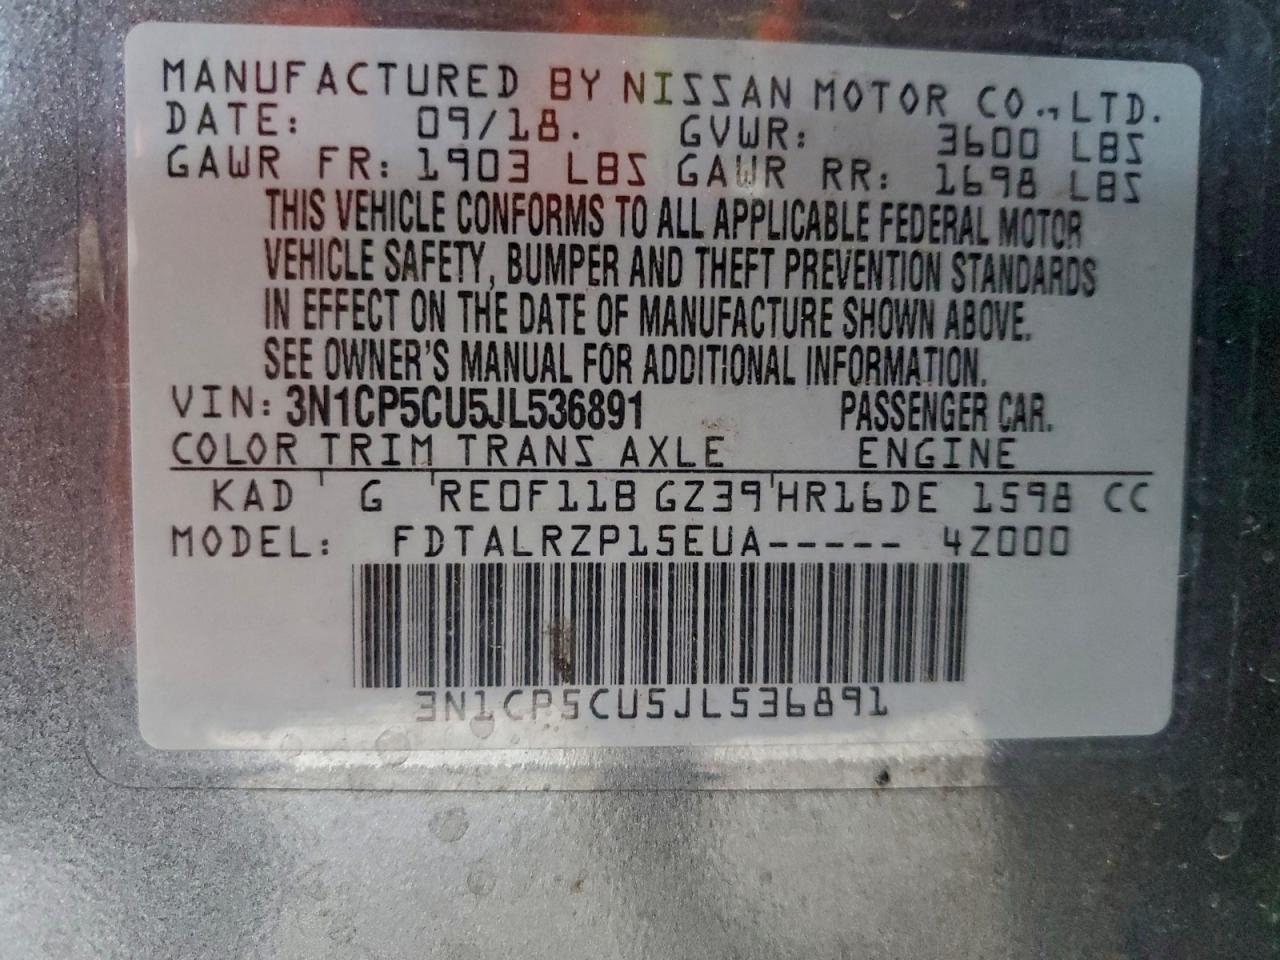 MANUFACTURED BY NISSAN MOTOR CO., LTD.
DATE: 09/18. GVWR: 3600 LBS
GAWR FR: 1903 LBS GAWR RR: 1698 LBS
THIS VEHICLE CONFORMS TO ALL APPLICABLE FEDERAL MOTOR
VEHICLE SAFETY, BUMPER AND THEFT PREVENTION STANDARDS
IN EFFECT ON THE DATE OF MANUFACTURE SHOWN ABOVE.
SEE OWNER'S MANUAL FOR ADDITIONAL INFORMATION.
VIN: 3N1CP5CU5JL536891 PASSENGER CAR.
COLOR TRIM TRANS AXLE ENGINE
KAD G RE0F11B GZ39 HR16DE 1598 CC
MODEL: FDTALRZP15EUA----- 4Z000
3N1CP5CU5JL536891